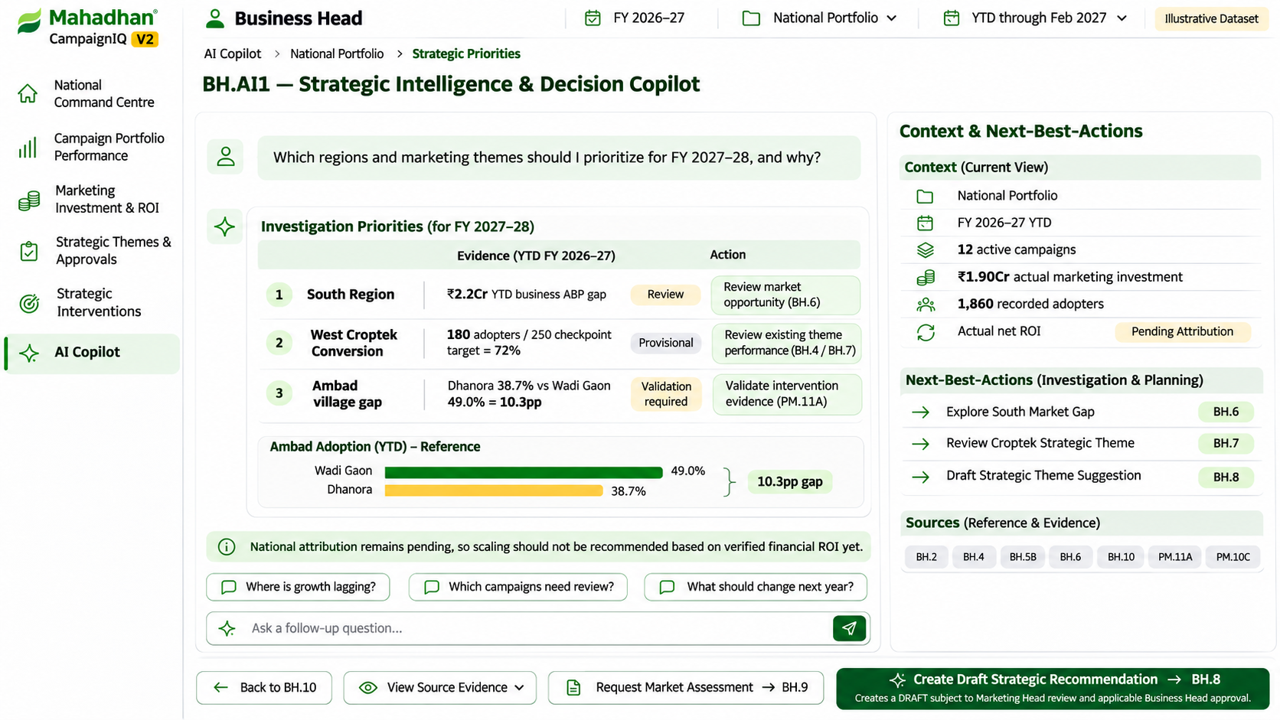 Mahadhan®
CampaignIQ V2
National
Command Centre
Campaign Portfolio
Performance
Marketing
Investment & ROI
Strategic Themes &
Approvals
Strategic
Interventions
AI Copilot
Business Head
FY 2026–27
National Portfolio
YTD through Feb 2027
Illustrative Dataset
AI Copilot > National Portfolio > Strategic Priorities
BH.AI1 — Strategic Intelligence & Decision Copilot
Which regions and marketing themes should I prioritize for FY 2027–28, and why?
Investigation Priorities (for FY 2027–28)
Evidence (YTD FY 2026–27) Action
1 South Region ₹2.2Cr YTD business ABP gap Review Review market
opportunity (BH.6)
2 West Croptek
Conversion
180 adopters / 250 checkpoint
target = 72%
Provisional
Review existing theme
performance (BH.4 / BH.7)
3 Ambad
village gap
Dhanora 38.7% vs Wadi Gaon
49.0% = 10.3pp
Validation
required
Validate intervention
evidence (PM.11A)
Ambad Adoption (YTD) – Reference
Wadi Gaon 49.0%
Dhanora 38.7%
10.3pp gap
National attribution remains pending, so scaling should not be recommended based on verified financial ROI yet.
Where is growth lagging?
Which campaigns need review?
What should change next year?
Ask a follow-up question...
Context & Next-Best-Actions
Context (Current View)
National Portfolio
FY 2026–27 YTD
12 active campaigns
₹1.90Cr actual marketing investment
1,860 recorded adopters
Actual net ROI Pending Attribution
Next-Best-Actions (Investigation & Planning)
→ Explore South Market Gap BH.6
→ Review Croptek Strategic Theme BH.7
→ Draft Strategic Theme Suggestion BH.8
Sources (Reference & Evidence)
BH.2 BH.4 BH.5B BH.6 BH.10 PM.11A PM.10C
← Back to BH.10
View Source Evidence
Request Market Assessment → BH.9
Create Draft Strategic Recommendation → BH.8
Creates a DRAFT subject to Marketing Head review and applicable Business Head approval.